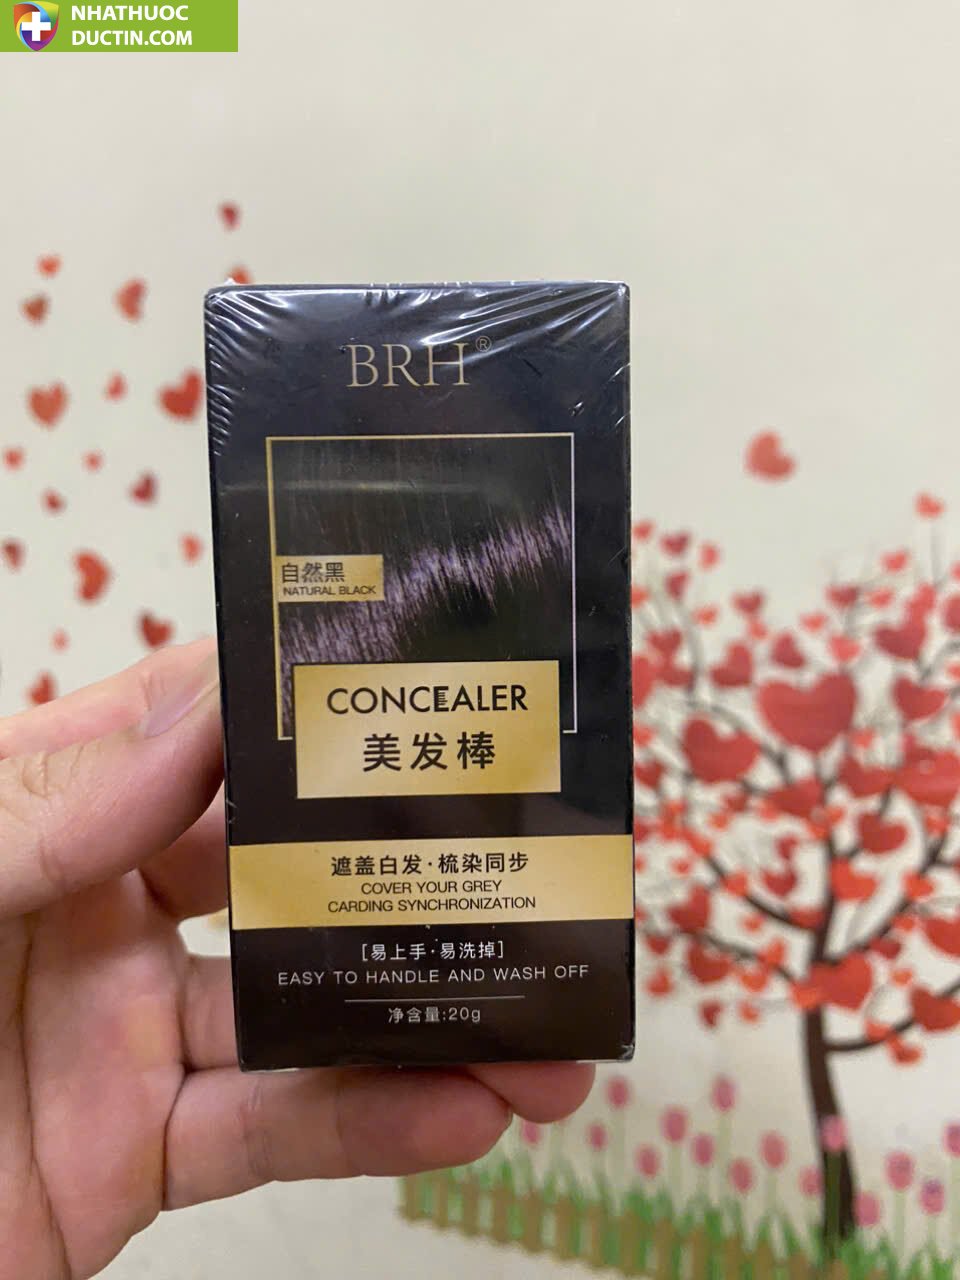 NHATHUOC
DUCTIN.COM
BRH®
自然黑
NATURAL BLACK
CONCEALER
美发棒
遮盖白发·梳染同步
COVER YOUR GREY
CARDING SYNCHRONIZATION
[易上手·易洗掉]
EASY TO HANDLE AND WASH OFF
净含量:20g